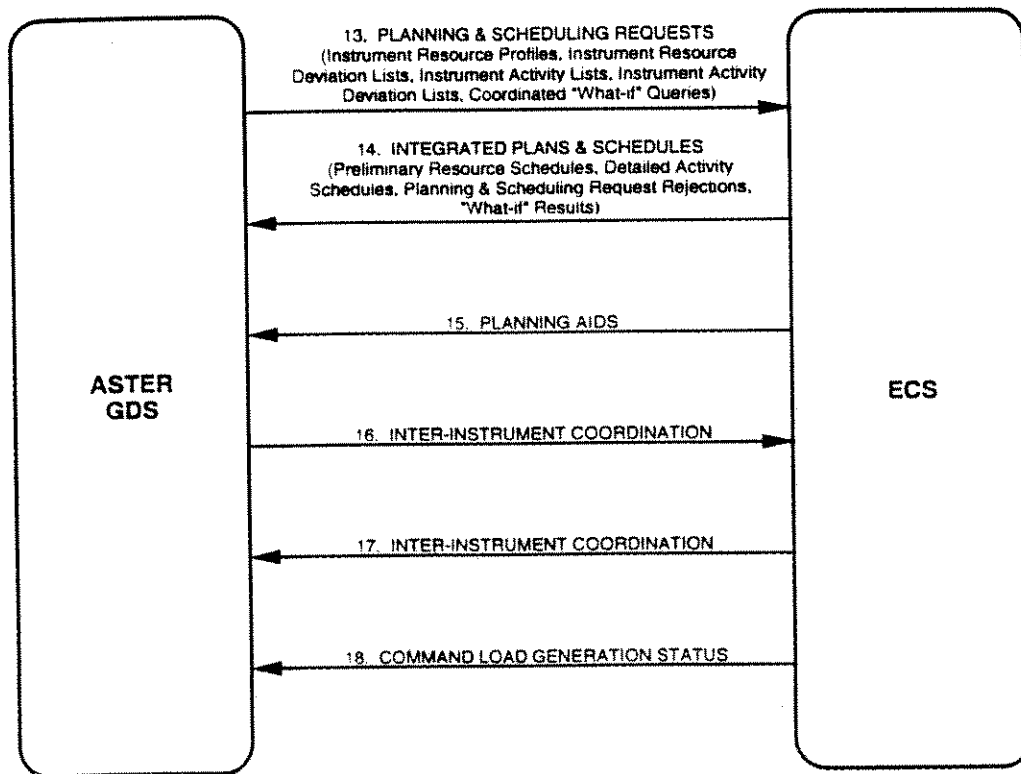 13. PLANNING & SCHEDULING REQUESTS
(Instrument Resource Profiles, Instrument Resource
Deviation Lists, Instrument Activity Lists, Instrument Activity
Deviation Lists, Coordinated "What-if" Queries)
14. INTEGRATED PLANS & SCHEDULES
(Preliminary Resource Schedules, Detailed Activity
Schedules, Planning & Scheduling Request Rejections,
"What-if" Results)
15. PLANNING AIDS
ASTER
GDS
ECS
16. INTER-INSTRUMENT COORDINATION
17. INTER-INSTRUMENT COORDINATION
18. COMMAND LOAD GENERATION STATUS